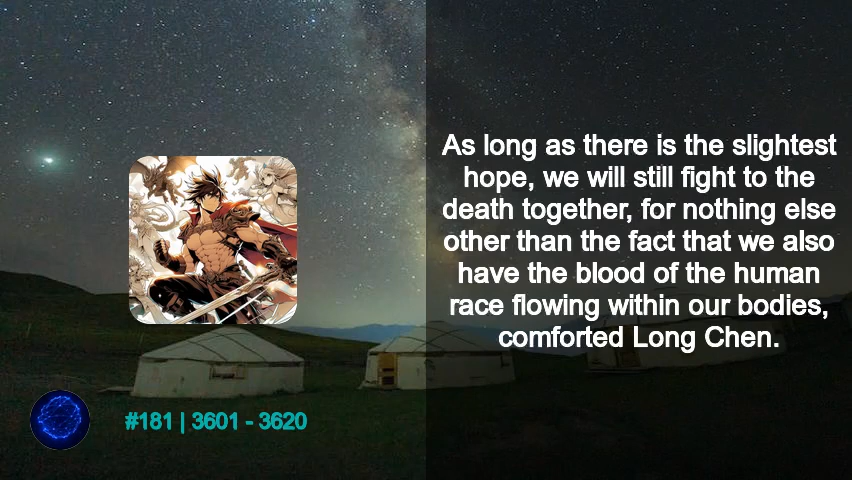 As long as there is the slightest
hope, we will still fight to the
death together, for nothing else
other than the fact that we also
have the blood of the human
race flowing within our bodies,
comforted Long Chen.
#181 | 3601 - 3620